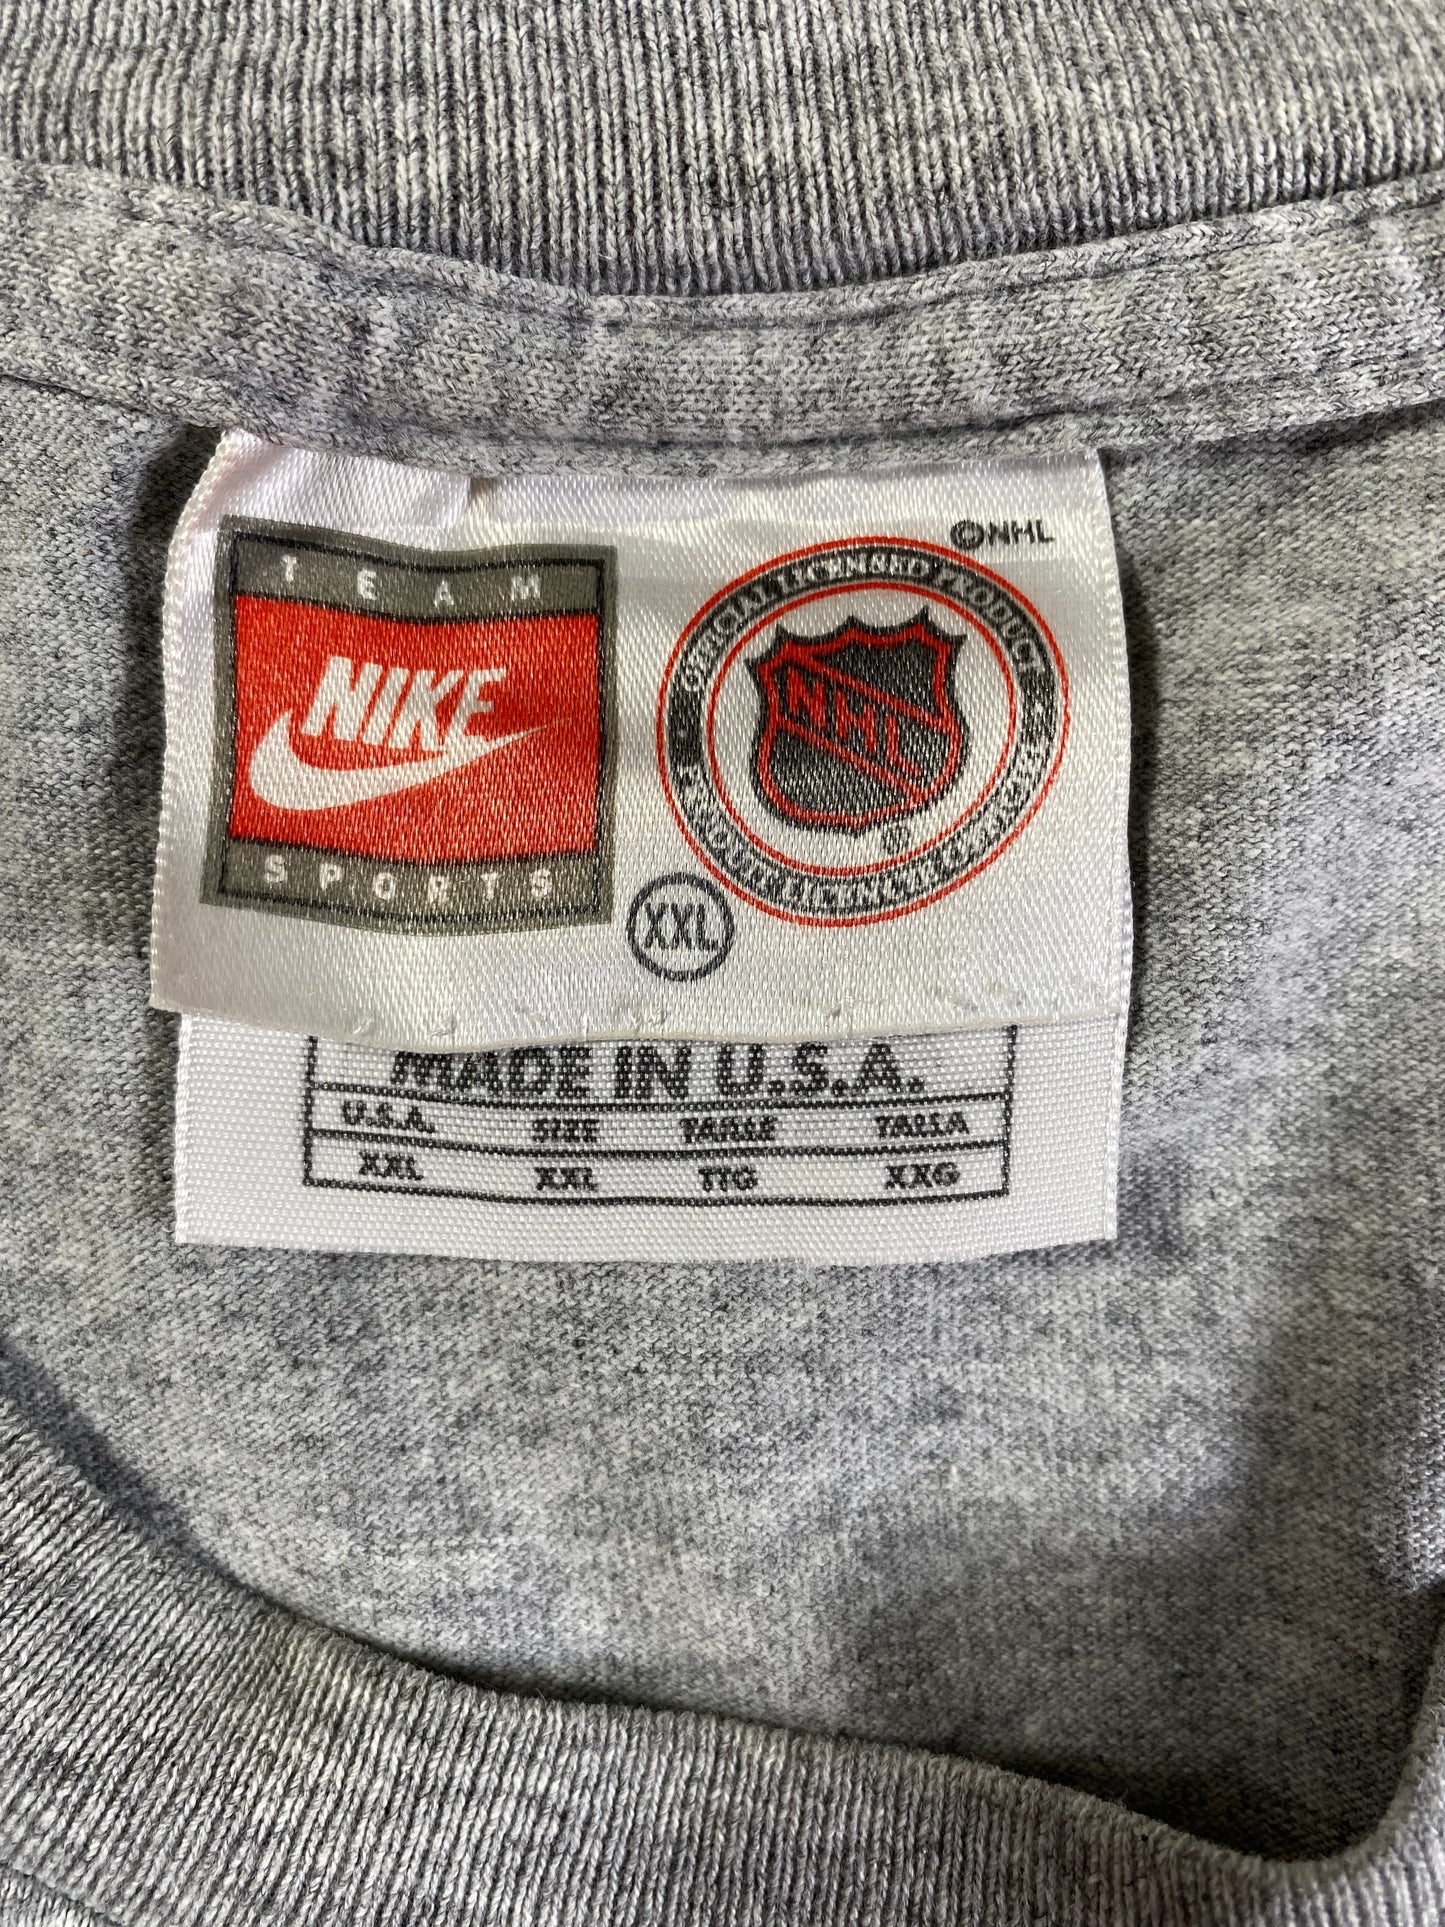 TEAM
NIKE
SPORTS
©NHL
OFFICIAL LICENSED PRODUCT
NHL
®
XXL
MADE IN U.S.A.
U.S.A. SIZE TAILLE TALLA
XXL XXL TTG XXG